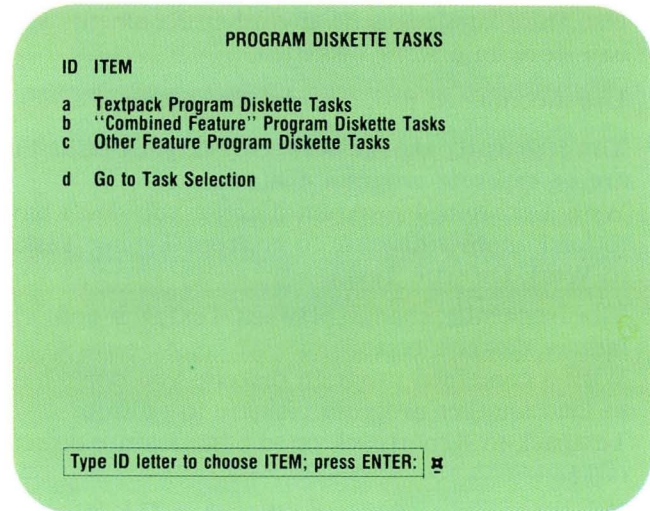 PROGRAM DISKETTE TASKS
ID ITEM
a Textpack Program Diskette Tasks
b "Combined Feature" Program Diskette Tasks
c Other Feature Program Diskette Tasks
d Go to Task Selection
Type ID letter to choose ITEM; press ENTER: ¤